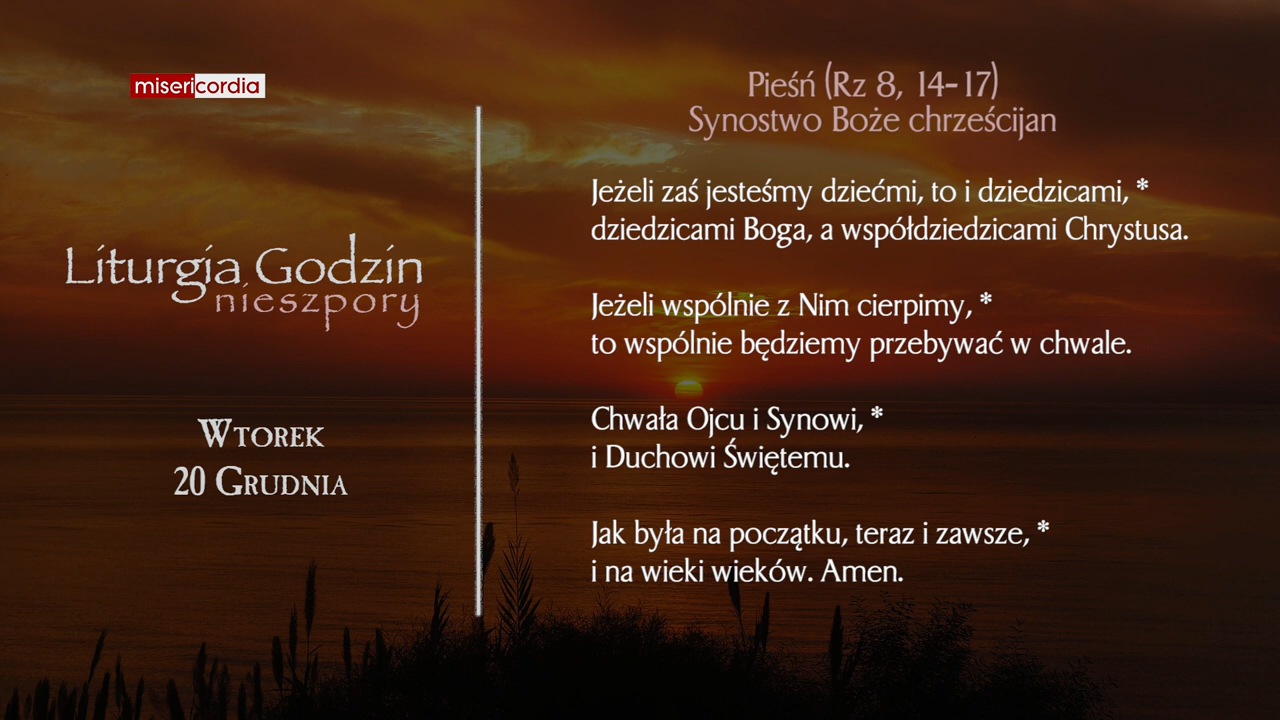 misericordia
Liturgia Godzin
nieszpory
Wtorek
20 Grudnia
Pieśń (Rz 8, 14-17)
Synostwo Boże chrześcijan
Jeżeli zaś jesteśmy dziećmi, to i dziedzicami, *
dziedzicami Boga, a współdziedzicami Chrystusa.
Jeżeli wspólnie z Nim cierpimy, *
to wspólnie będziemy przebywać w chwale.
Chwała Ojcu i Synowi, *
i Duchowi Świętemu.
Jak była na początku, teraz i zawsze, *
i na wieki wieków. Amen.